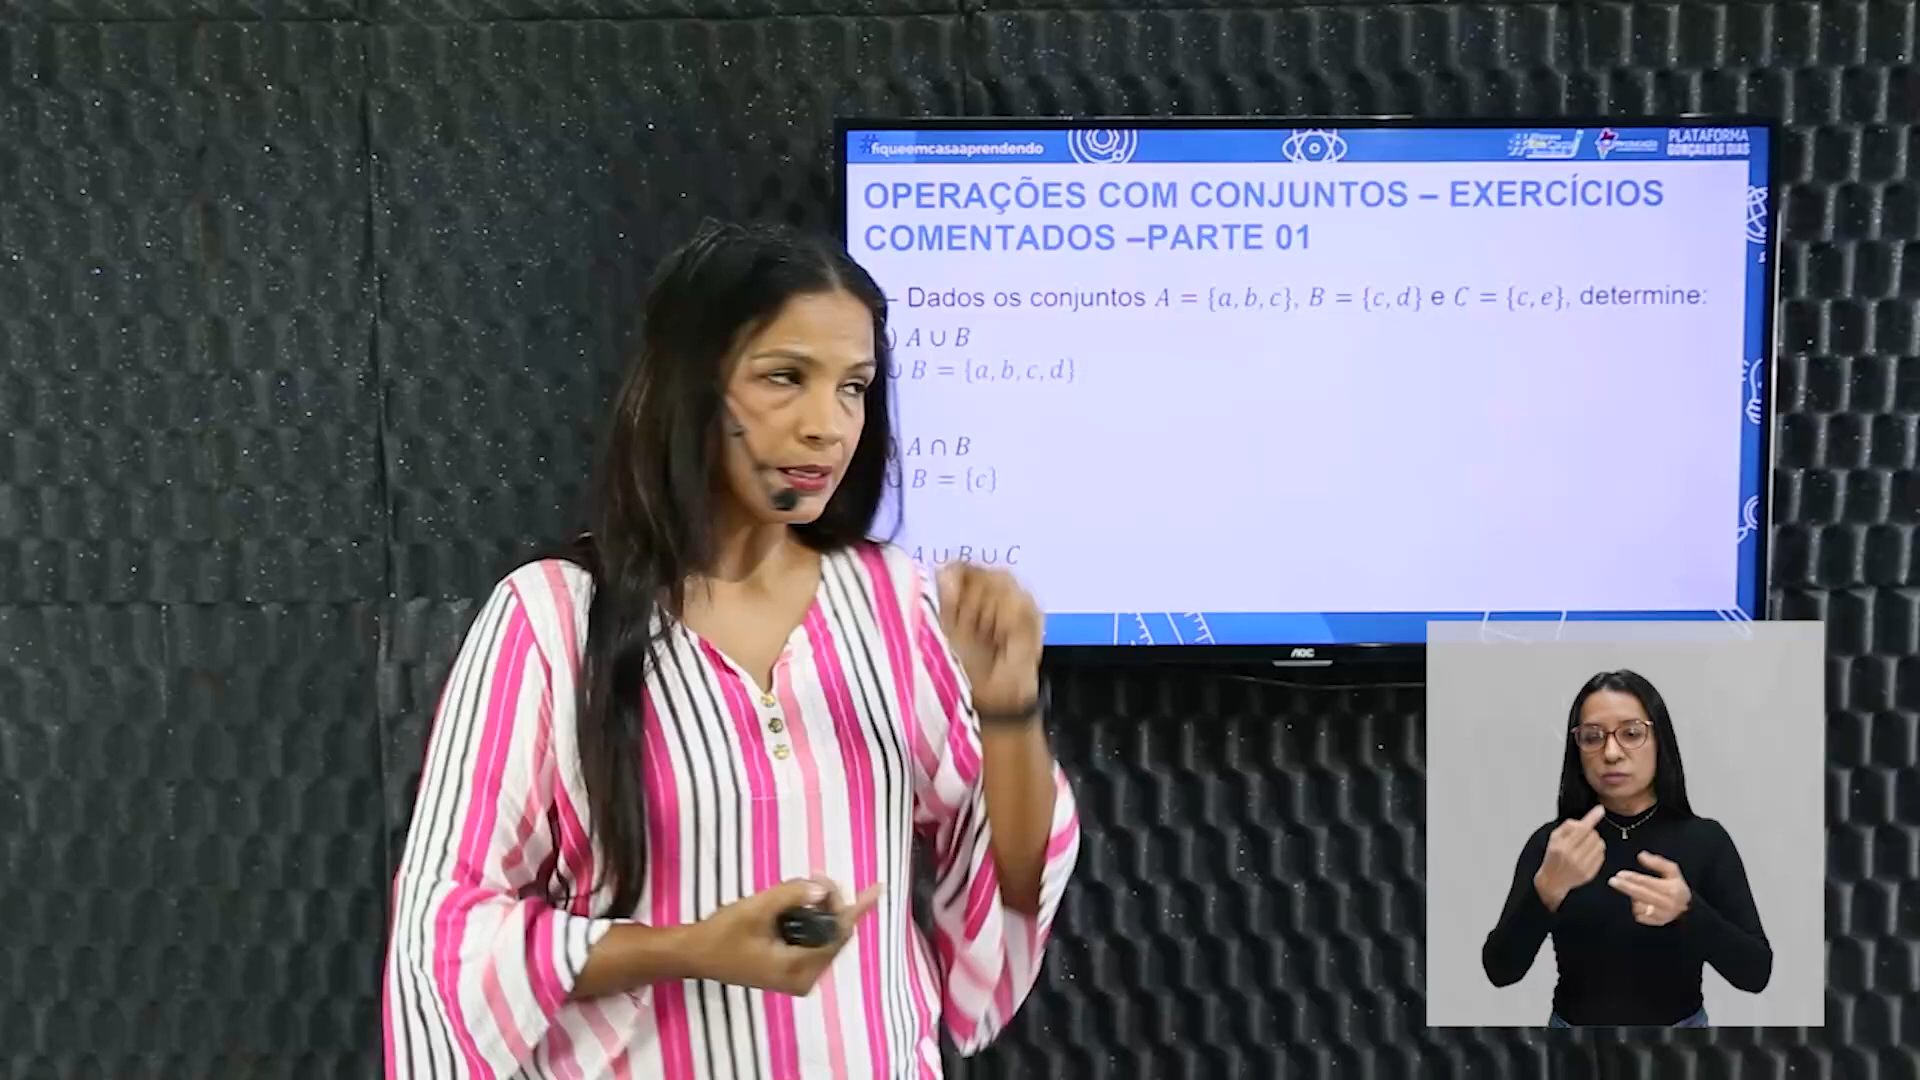 #fiqueemcasaaprendendo
PLATAFORMA
GONÇALVES DIAS
OPERAÇÕES COM CONJUNTOS – EXERCÍCIOS
COMENTADOS –PARTE 01
– Dados os conjuntos A = {a, b, c}, B = {c, d} e C = {c, e}, determine:
) A ∪ B
∪ B = {a, b, c, d}
) A ∩ B
∪ B = {c}
A ∪ B ∪ C
AOC